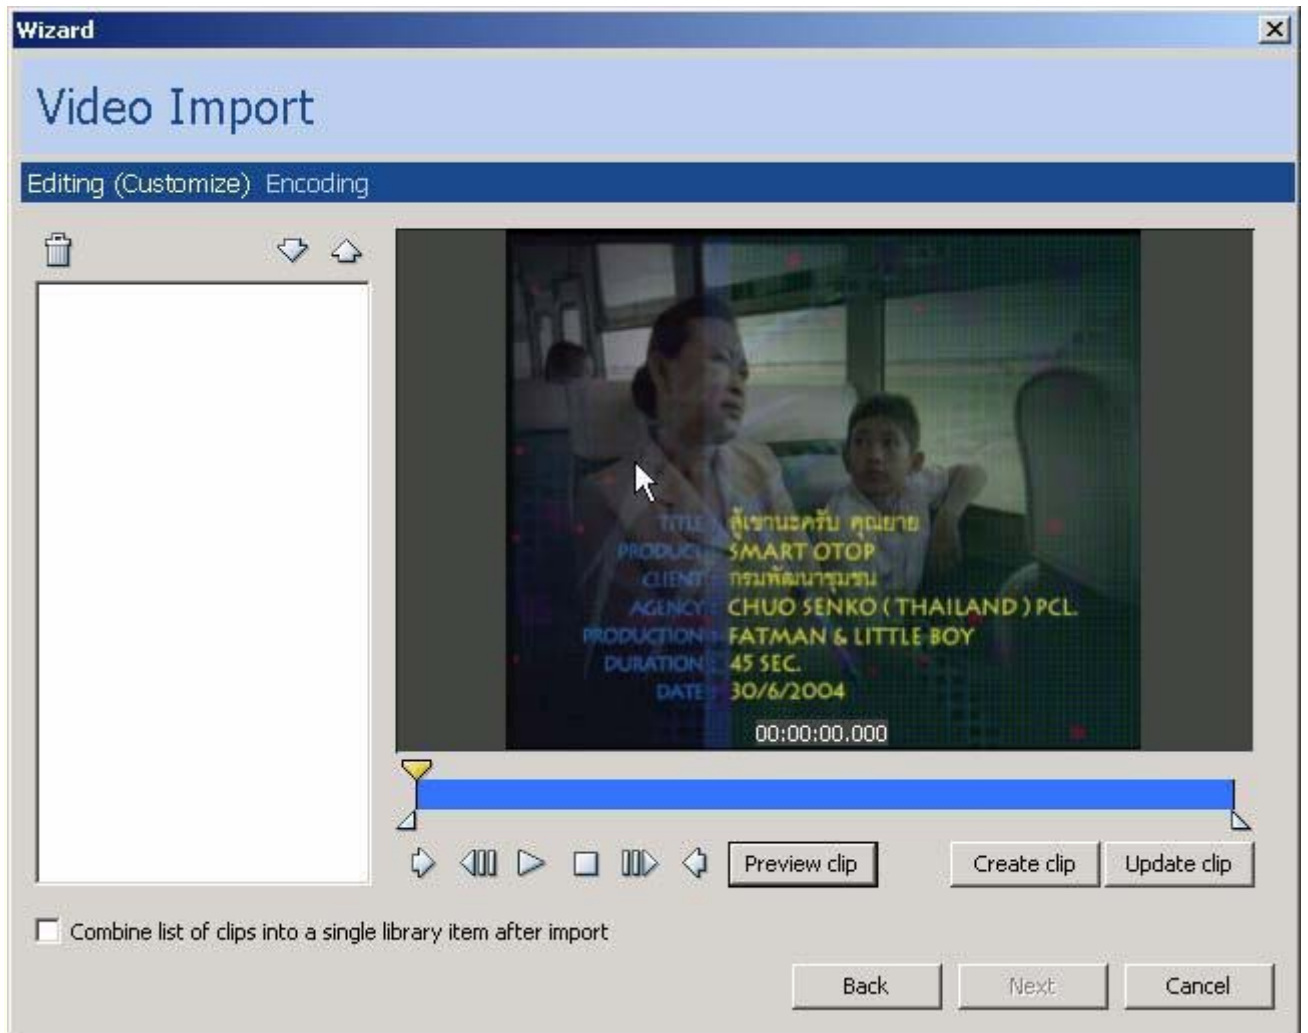 Wizard
Video Import
Editing (Customize) Encoding
TITLE : สู้เขานะครับ คุณยาย
PRODUCT : SMART OTOP
CLIENT : กรมพัฒนาชุมชน
AGENCY : CHUO SENKO ( THAILAND ) PCL.
PRODUCTION : FATMAN & LITTLE BOY
DURATION : 45 SEC.
DATE : 30/6/2004
00:00:00.000
Preview clip Create clip Update clip
Combine list of clips into a single library item after import
Back Next Cancel